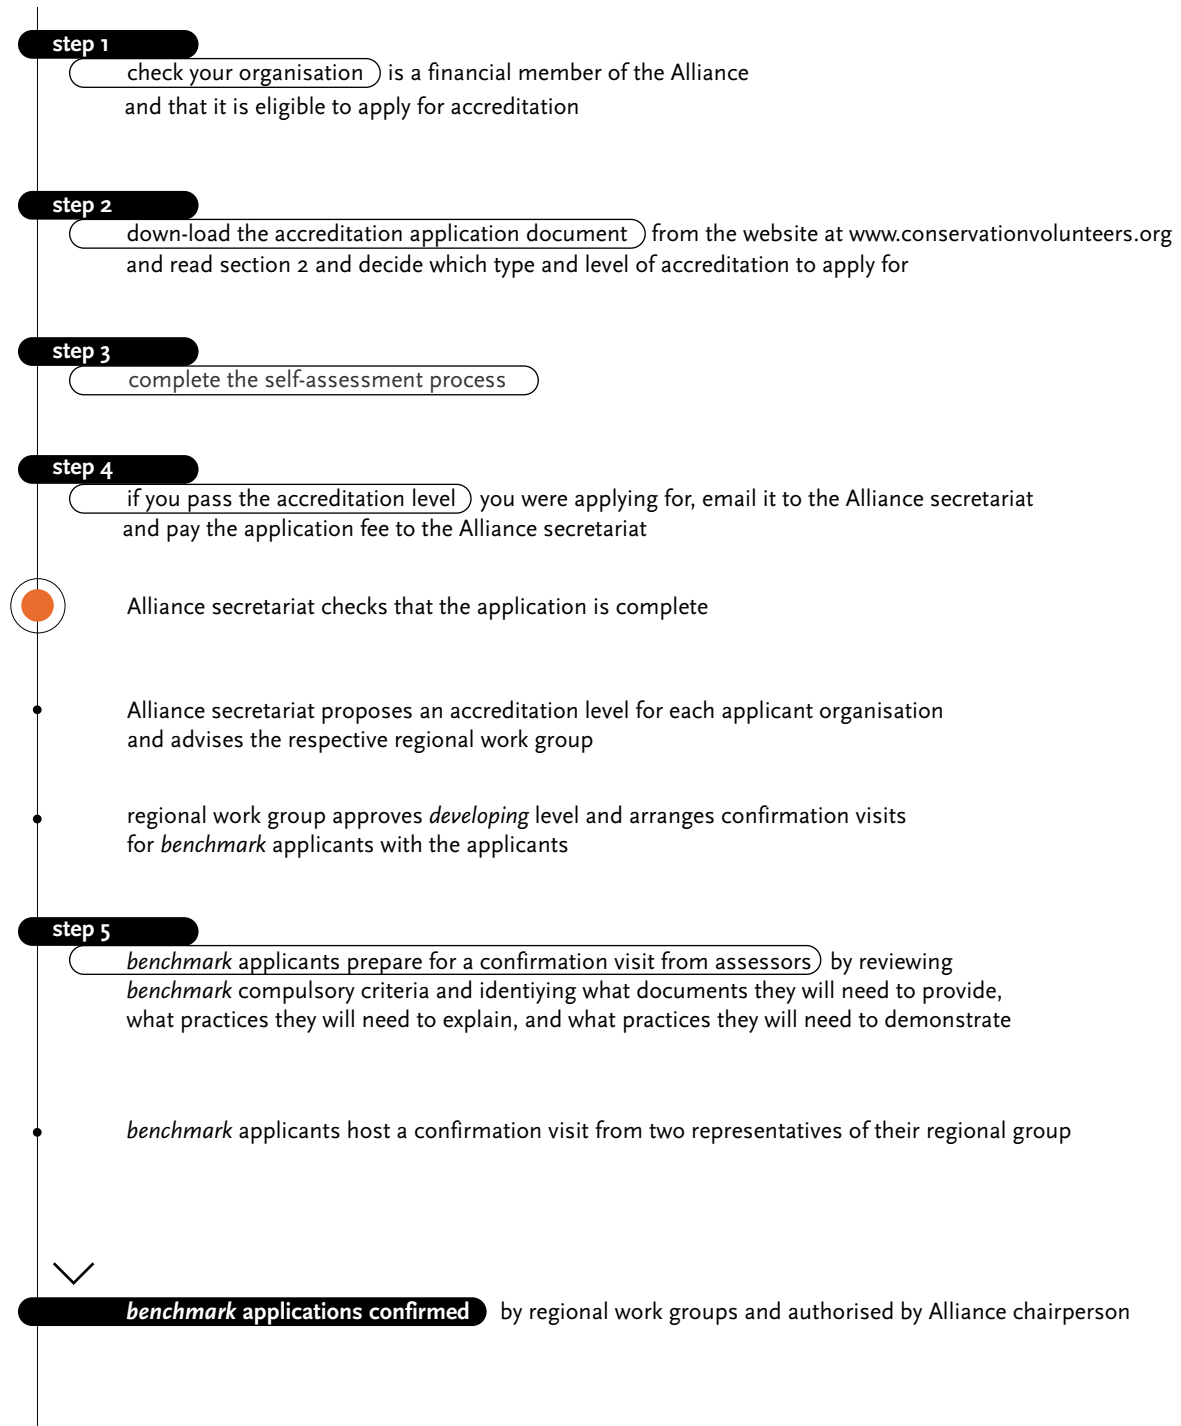 step 1
check your organisation is a financial member of the Alliance
and that it is eligible to apply for accreditation
step 2
down-load the accreditation application document from the website at www.conservationvolunteers.org
and read section 2 and decide which type and level of accreditation to apply for
step 3
complete the self-assessment process
step 4
if you pass the accreditation level you were applying for, email it to the Alliance secretariat
and pay the application fee to the Alliance secretariat
Alliance secretariat checks that the application is complete
Alliance secretariat proposes an accreditation level for each applicant organisation
and advises the respective regional work group
regional work group approves developing level and arranges confirmation visits
for benchmark applicants with the applicants
step 5
benchmark applicants prepare for a confirmation visit from assessors by reviewing
benchmark compulsory criteria and identiying what documents they will need to provide,
what practices they will need to explain, and what practices they will need to demonstrate
benchmark applicants host a confirmation visit from two representatives of their regional group
benchmark applications confirmed by regional work groups and authorised by Alliance chairperson